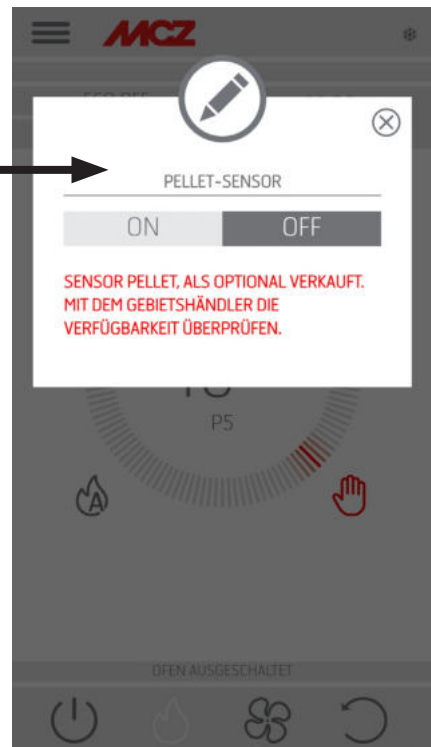 MCZ
PELLET-SENSOR
ON OFF
SENSOR PELLET, ALS OPTIONAL VERKAUFT.
MIT DEM GEBIETSHÄNDLER DIE
VERFÜGBARKEIT ÜBERPRÜFEN.
P5
A
OFEN AUSGESCHALTET